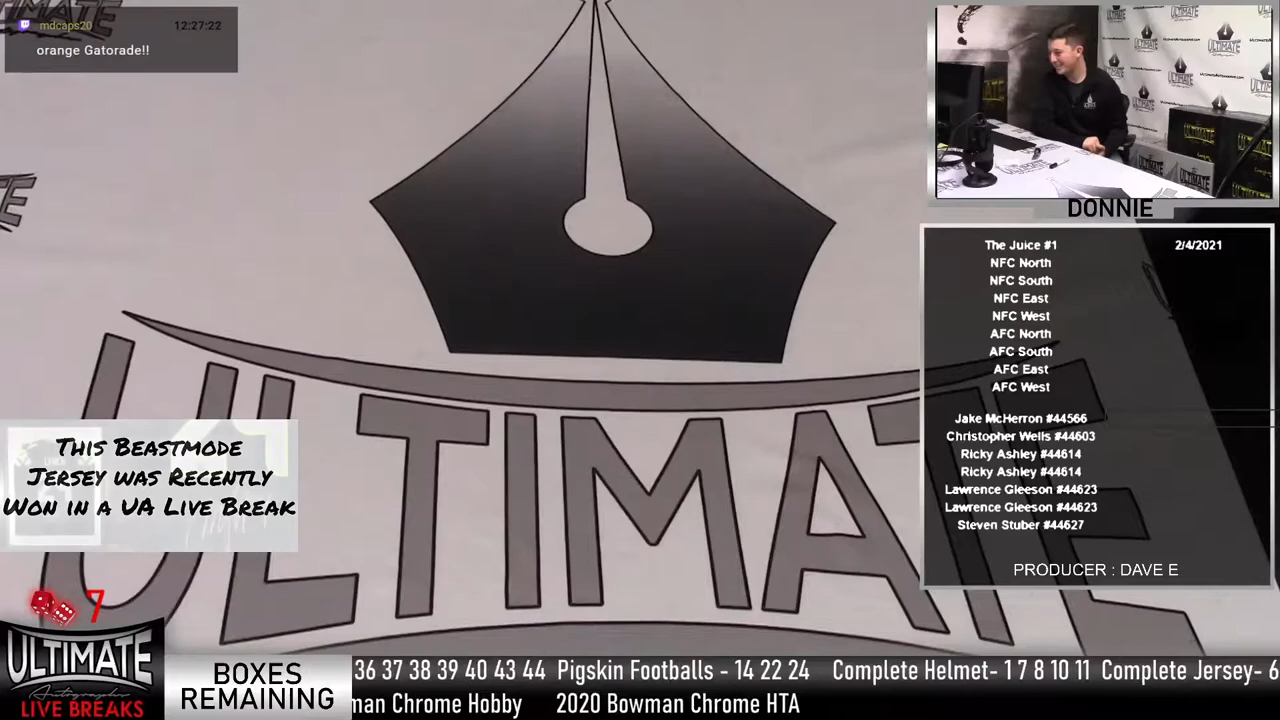 mdcaps20 12:27:22
orange Gatorade!!
ULTIMATE
DONNIE
The Juice #1 2/4/2021
NFC North
NFC South
NFC East
NFC West
AFC North
AFC South
AFC East
AFC West
Jake McHerron #44566
Christopher Wells #44603
Ricky Ashley #44614
Ricky Ashley #44614
Lawrence Gleeson #44623
Lawrence Gleeson #44623
Steven Stuber #44627
PRODUCER : DAVE E
THIS BEASTMODE
JERSEY WAS RECENTLY
WON IN A UA LIVE BREAK
ULTIMATE
7
ULTIMATE
Autographs
LIVE BREAKS
BOXES
REMAINING
36 37 38 39 40 43 44 Pigskin Footballs - 14 22 24 Complete Helmet- 1 7 8 10 11 Complete Jersey- 6
man Chrome Hobby 2020 Bowman Chrome HTA